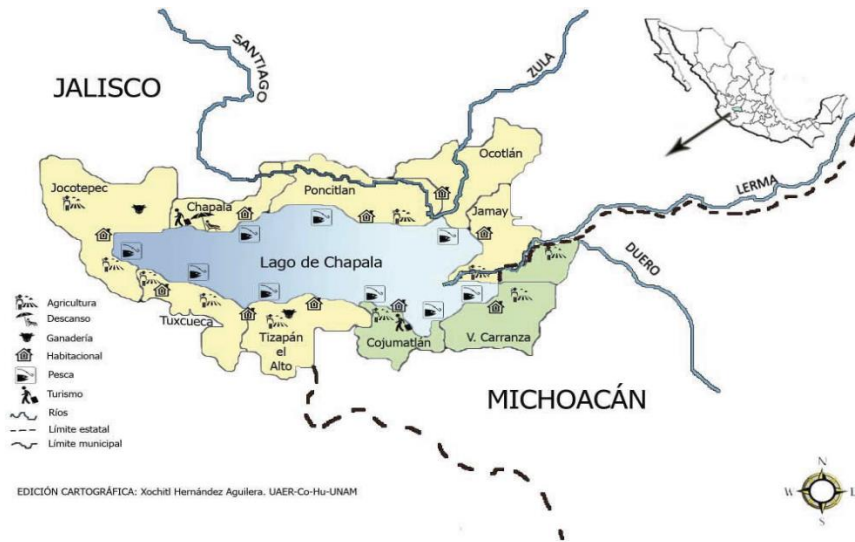 SANTIAGO
ZULA
JALISCO
Ocotlán
LERMA
Jocotepec
Chapala
Poncitlan
Jamay
DUERO
Lago de Chapala
Agricultura
Descanso
Ganadería
Habitacional
Pesca
Turismo
Ríos
Límite estatal
Límite municipal
Tuxcueca
Tizapán
el
Alto
Cojumatlán
V. Carranza
MICHOACÁN
EDICIÓN CARTOGRÁFICA: Xochitl Hernández Aguilera. UAER-Co-Hu-UNAM
N
W
E
S